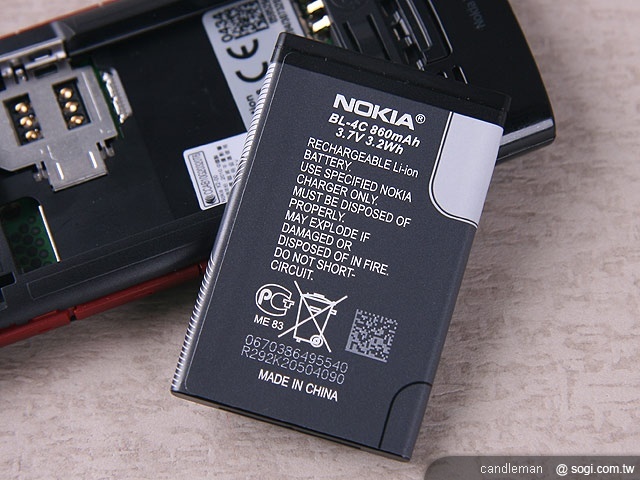 NOKIA®
BL-4C 860mAh
3.7V 3.2Wh
RECHARGEABLE Li-ion
BATTERY.
USE SPECIFIED NOKIA
CHARGER ONLY.
MUST BE DISPOSED OF
PROPERLY.
MAY EXPLODE IF
DAMAGED OR
DISPOSED OF IN FIRE.
DO NOT SHORT-
CIRCUIT.
ME 83
0670386495540
R292K20504090
MADE IN CHINA
CE
Nokia
candleman @ sogi.com.tw